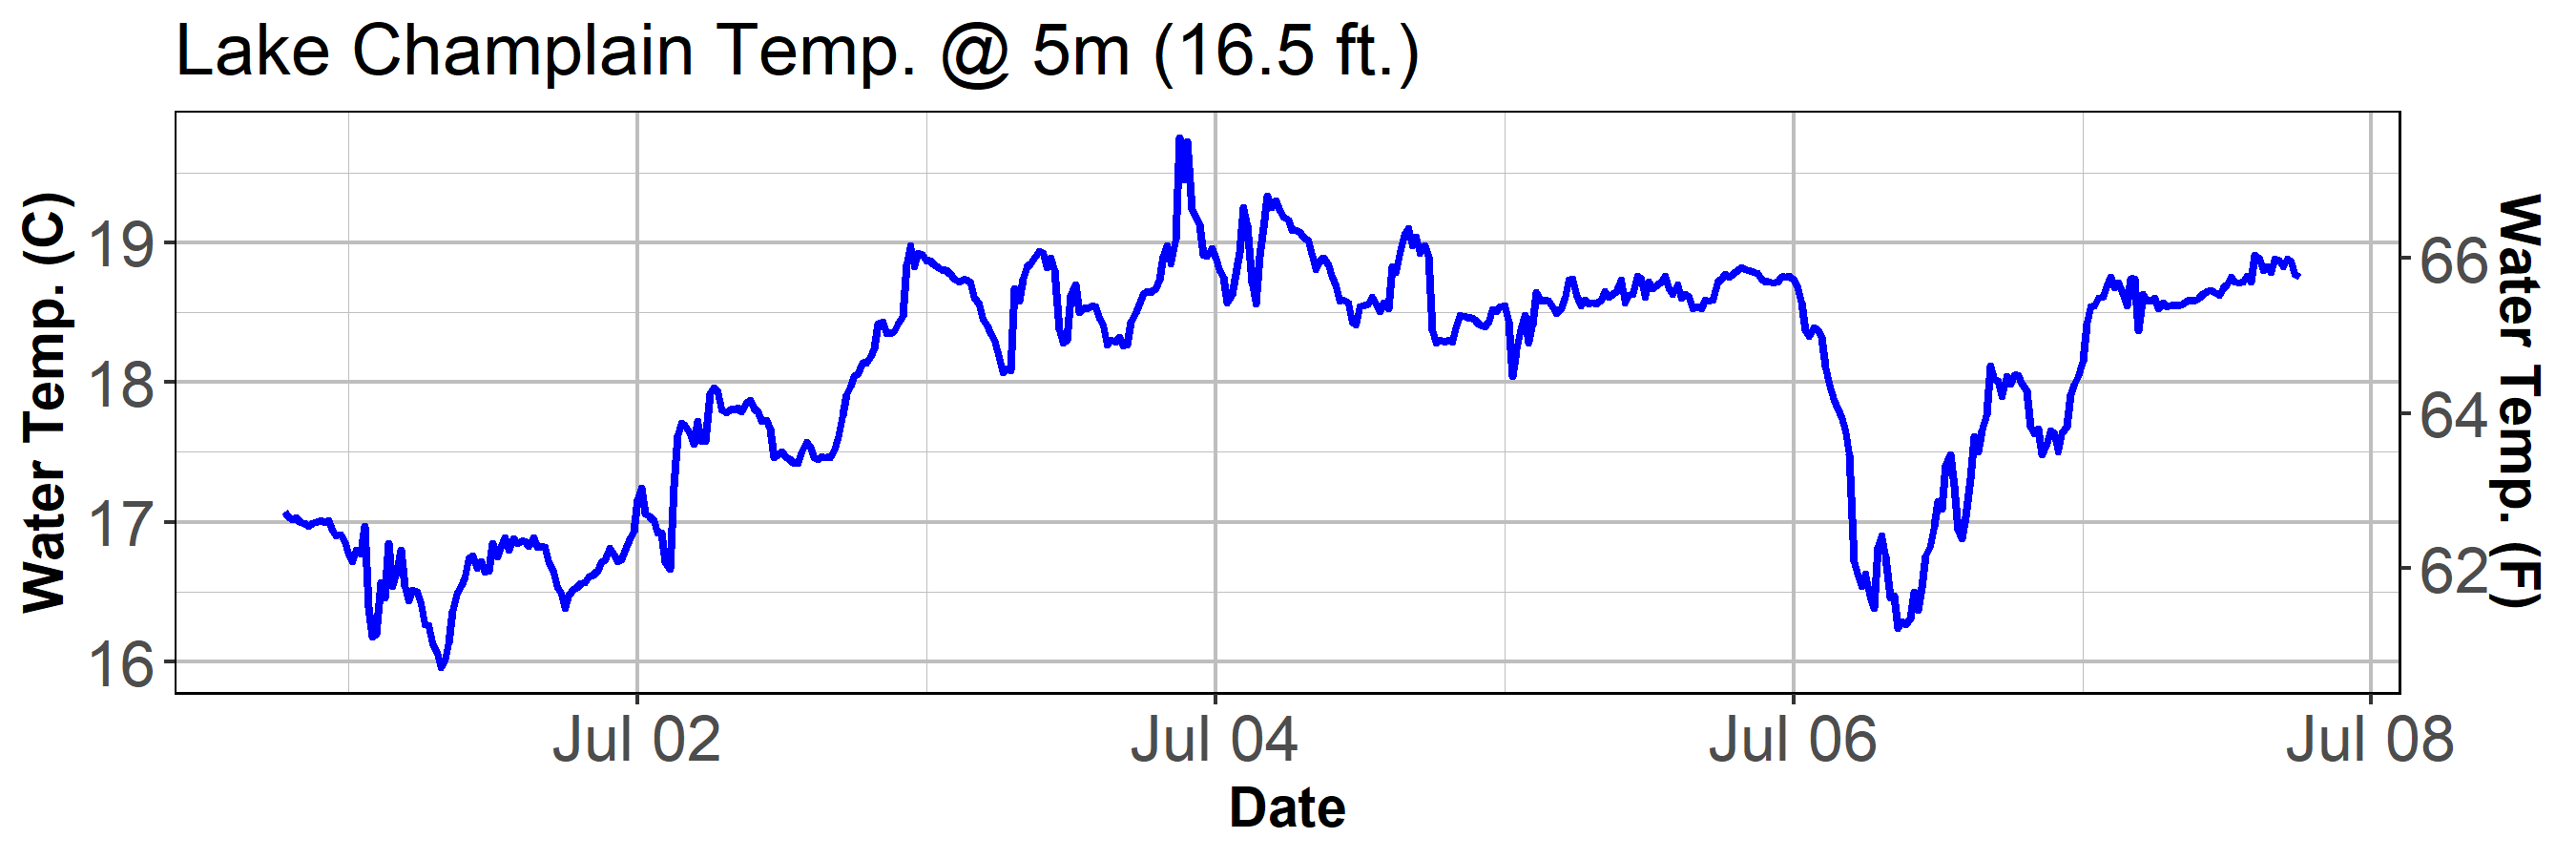 Lake Champlain Temp. @ 5m (16.5 ft.)
Water Temp. (C)
19
18
17
16
66
64
62
Water Temp. (F)
Jul 02
Jul 04
Jul 06
Jul 08
Date